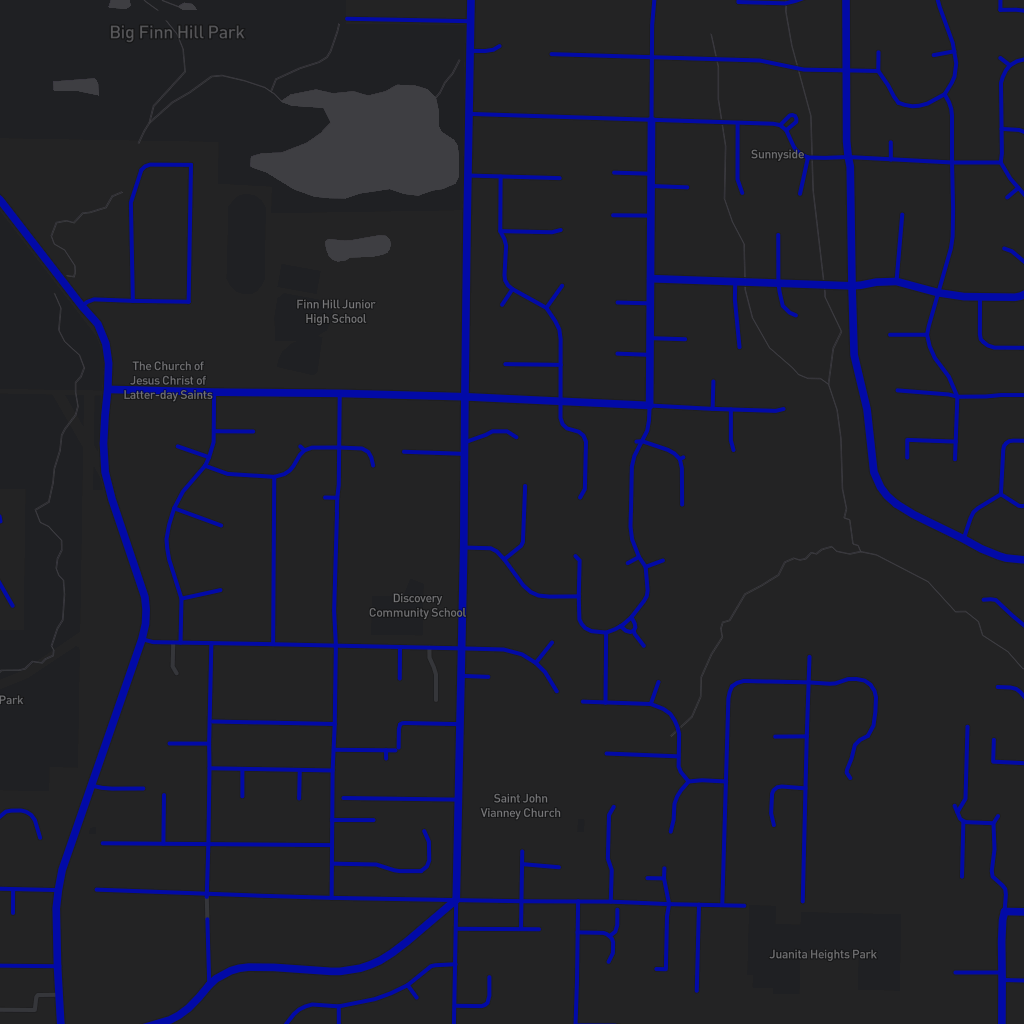 Big Finn Hill Park
Sunnyside
Finn Hill Junior
High School
The Church of
Jesus Christ of
Latter-day Saints
Discovery
Community School
Park
Saint John
Vianney Church
Juanita Heights Park